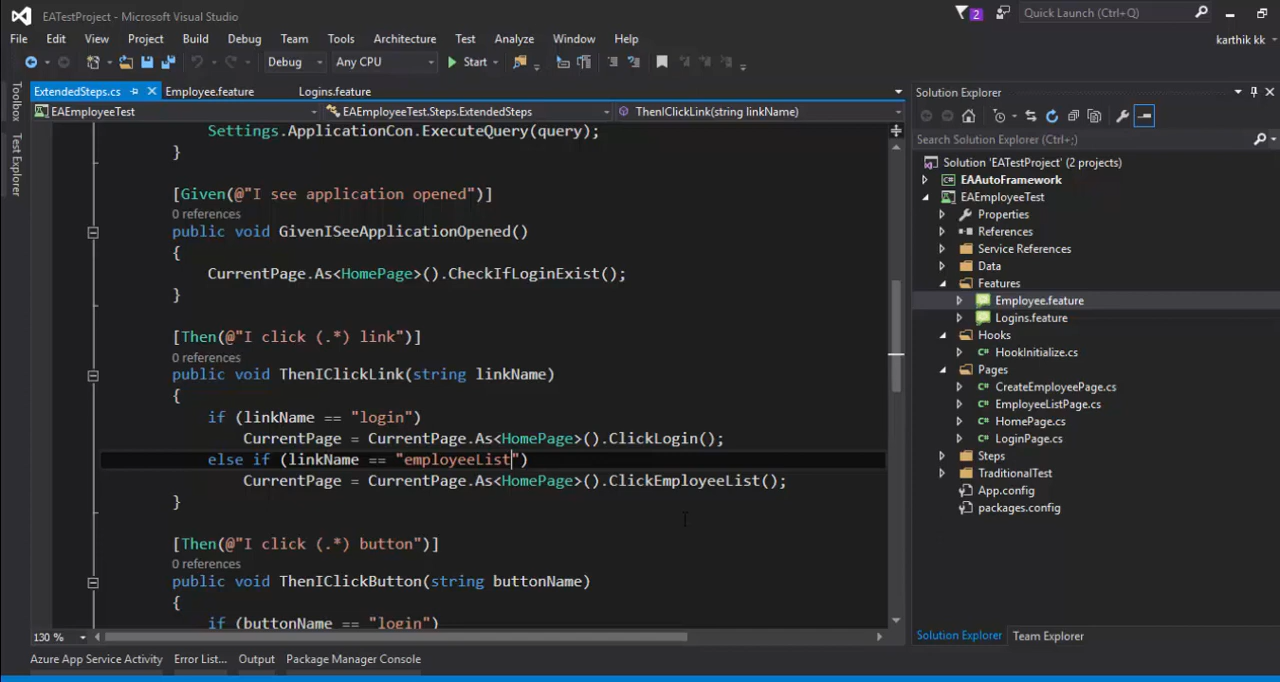 EATestProject - Microsoft Visual Studio
2
Quick Launch (Ctrl+Q)
File Edit View Project Build Debug Team Tools Architecture Test Analyze Window Help
karthik kk
Debug Any CPU Start
Toolbox
Test Explorer
ExtendedSteps.cs Employee.feature Logins.feature
EAEmployeeTest EAEmployeeTest.Steps.ExtendedSteps ThenIClickLink(string linkName)
Settings.ApplicationCon.ExecuteQuery(query);
}
[Given(@"I see application opened")]
0 references
public void GivenISeeApplicationOpened()
{
CurrentPage.As<HomePage>().CheckIfLoginExist();
}
[Then(@"I click (.*) link")]
0 references
public void ThenIClickLink(string linkName)
{
if (linkName == "login")
CurrentPage = CurrentPage.As<HomePage>().ClickLogin();
else if (linkName == "employeeList")
CurrentPage = CurrentPage.As<HomePage>().ClickEmployeeList();
}
[Then(@"I click (.*) button")]
0 references
public void ThenIClickButton(string buttonName)
{
if (buttonName == "login")
130 %
Solution Explorer
Search Solution Explorer (Ctrl+;)
Solution 'EATestProject' (2 projects)
C# EAAutoFramework
EAEmployeeTest
Properties
References
Service References
Data
Features
Employee.feature
Logins.feature
Hooks
C# HookInitialize.cs
Pages
C# CreateEmployeePage.cs
C# EmployeeListPage.cs
C# HomePage.cs
C# LoginPage.cs
Steps
TraditionalTest
App.config
packages.config
Solution Explorer Team Explorer
Azure App Service Activity Error List... Output Package Manager Console